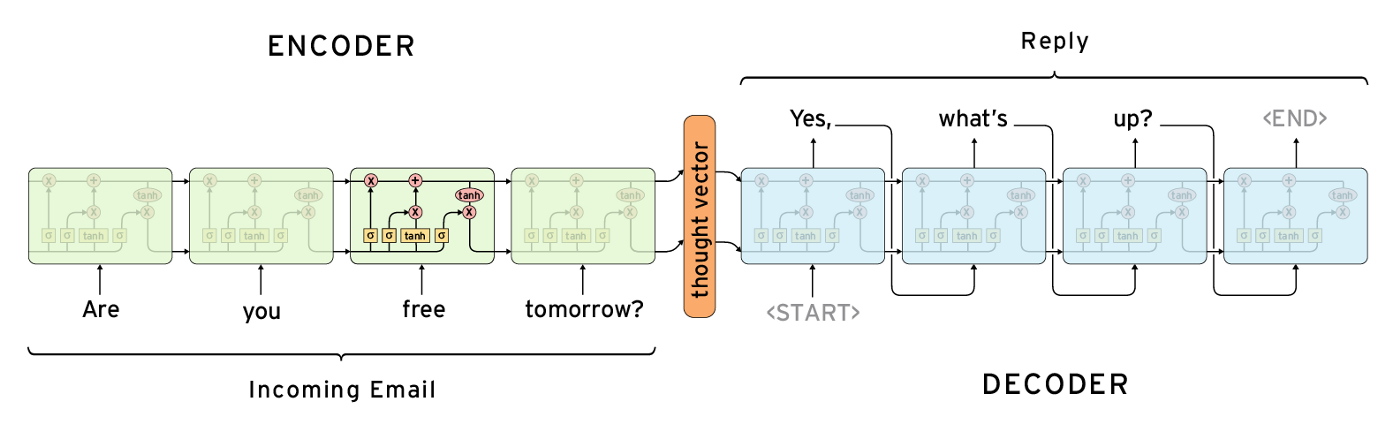 ENCODER
Reply
Yes, what's up? <END>
thought vector
x + tanh x σ σ tanh σ
x + tanh x σ σ tanh σ
x + tanh x σ σ tanh σ
x + tanh x σ σ tanh σ
x + tanh x σ σ tanh σ
x + tanh x σ σ tanh σ
x + tanh x σ σ tanh σ
x + tanh x σ σ tanh σ
Are you free tomorrow?
<START>
Incoming Email
DECODER